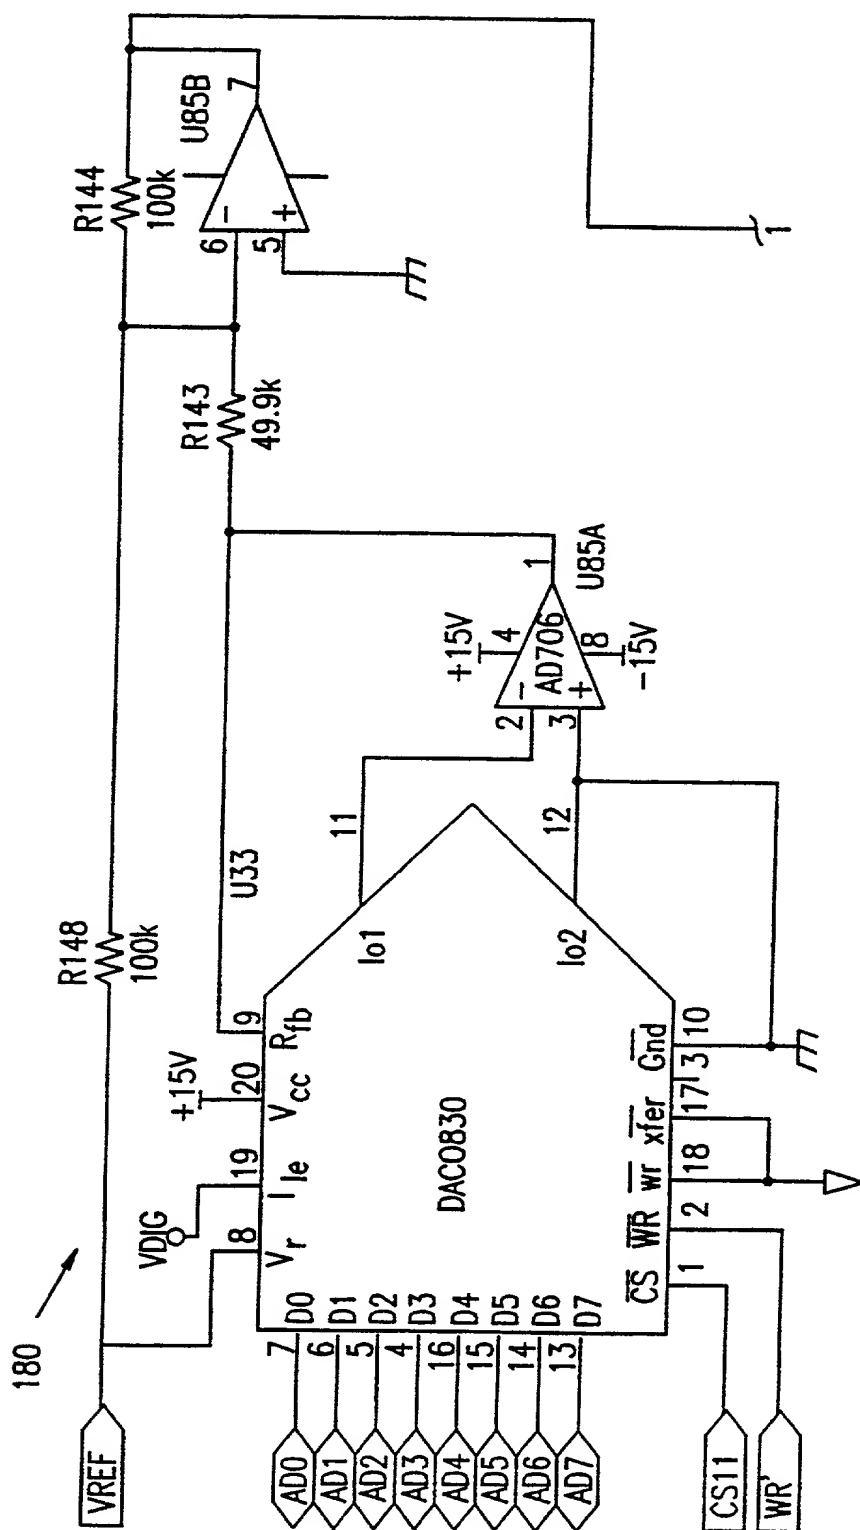 180
VREF
R148
100k
R144
100k
U85B
6
-
5
+
7
R143
49.9k
1
VDIG
+15V
U33
8
19
20
9
Vr
Ile
Vcc
Rfb
AD0
7
D0
AD1
6
D1
AD2
5
D2
AD3
4
D3
AD4
16
D4
AD5
15
D5
AD6
14
D6
AD7
13
D7
DAC0830
Io1
11
Io2
12
+15V
4
2
-
3
+
AD706
1
U85A
8
-15V
CS
WR
wr
xfer
Gnd
1
2
18
17
3
10
CS11
WR'